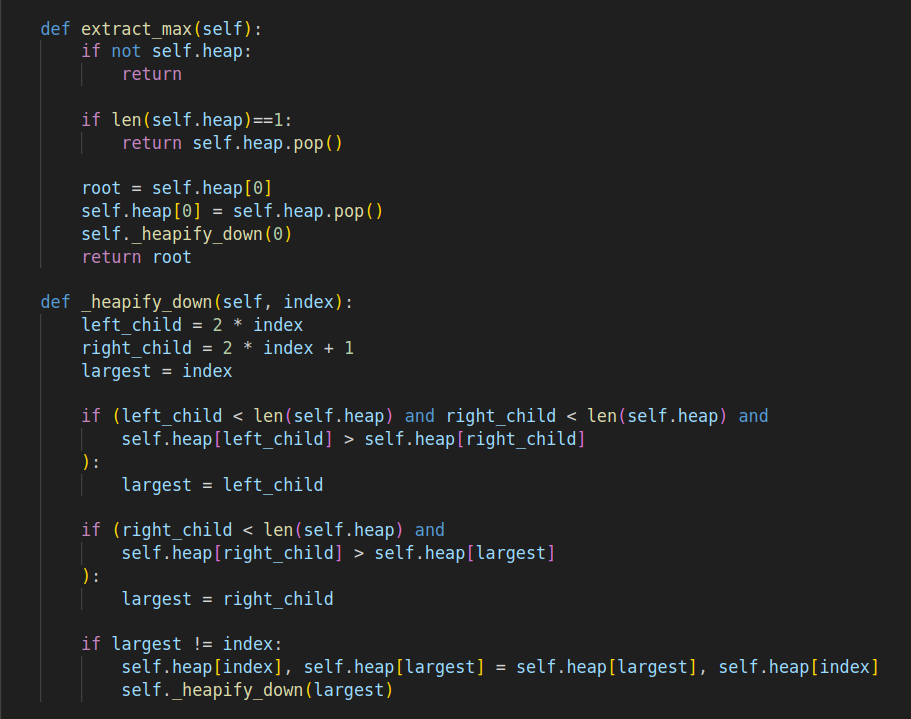 def extract_max(self):
    if not self.heap:
        return

    if len(self.heap)==1:
        return self.heap.pop()

    root = self.heap[0]
    self.heap[0] = self.heap.pop()
    self._heapify_down(0)
    return root

def _heapify_down(self, index):
    left_child = 2 * index
    right_child = 2 * index + 1
    largest = index

    if (left_child < len(self.heap) and right_child < len(self.heap) and
        self.heap[left_child] > self.heap[right_child]
    ):
        largest = left_child

    if (right_child < len(self.heap) and
        self.heap[right_child] > self.heap[largest]
    ):
        largest = right_child

    if largest != index:
        self.heap[index], self.heap[largest] = self.heap[largest], self.heap[index]
        self._heapify_down(largest)